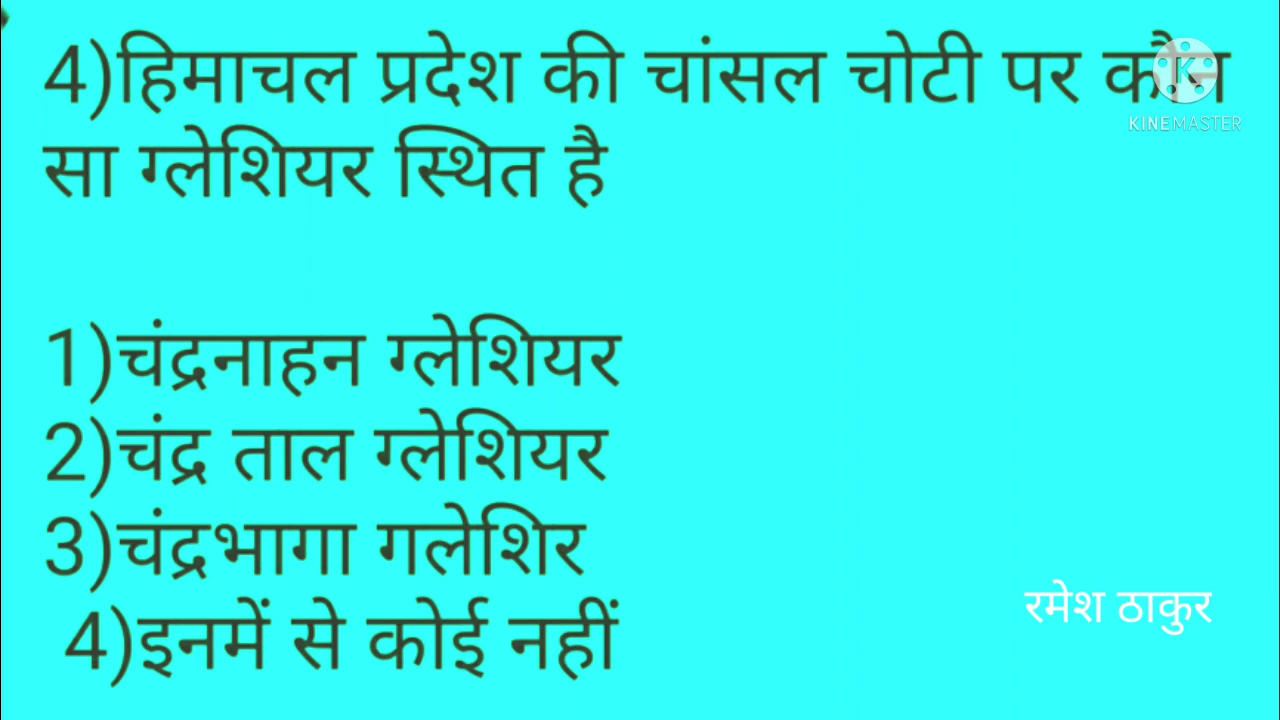 4)हिमाचल प्रदेश की चांसल चोटी पर कौन
सा ग्लेशियर स्थित है
1)चंद्रनाहन ग्लेशियर
2)चंद्र ताल ग्लेशियर
3)चंद्रभागा गलेशिर
4)इनमें से कोई नहीं
K
KINEMASTER
रमेश ठाकुर